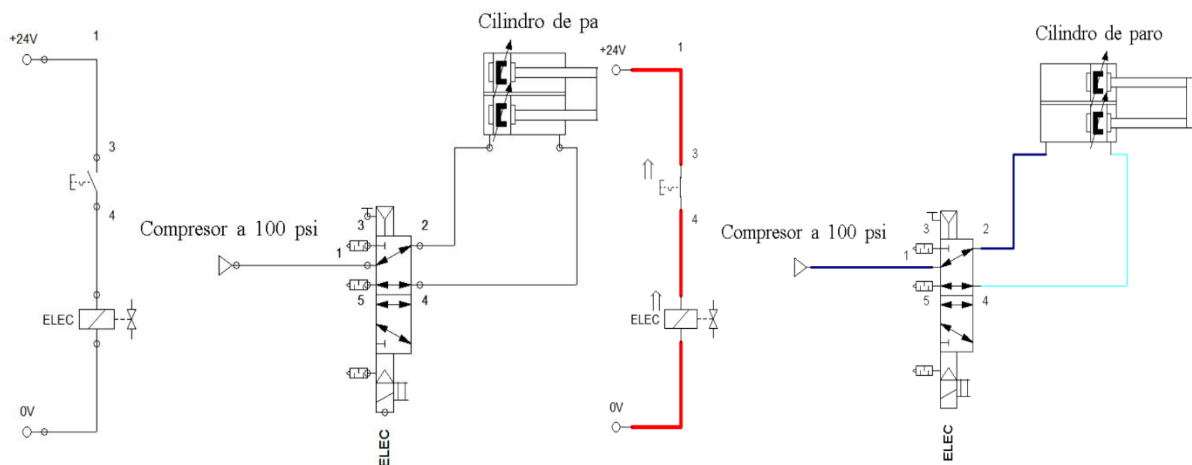 Cilindro de pa
+24V
1
3
4
Compresor a 100 psi
3
2
1
5
4
ELEC
0V
ELEC
+24V
1
Cilindro de paro
3
4
Compresor a 100 psi
3
2
1
5
4
ELEC
0V
ELEC